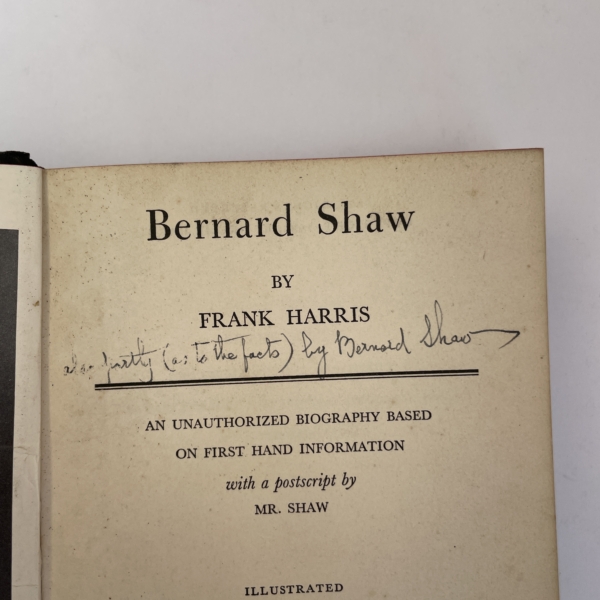 Bernard Shaw
BY
FRANK HARRIS
also partly (as to the facts) by Bernard Shaw
AN UNAUTHORIZED BIOGRAPHY BASED
ON FIRST HAND INFORMATION
with a postscript by
MR. SHAW
ILLUSTRATED